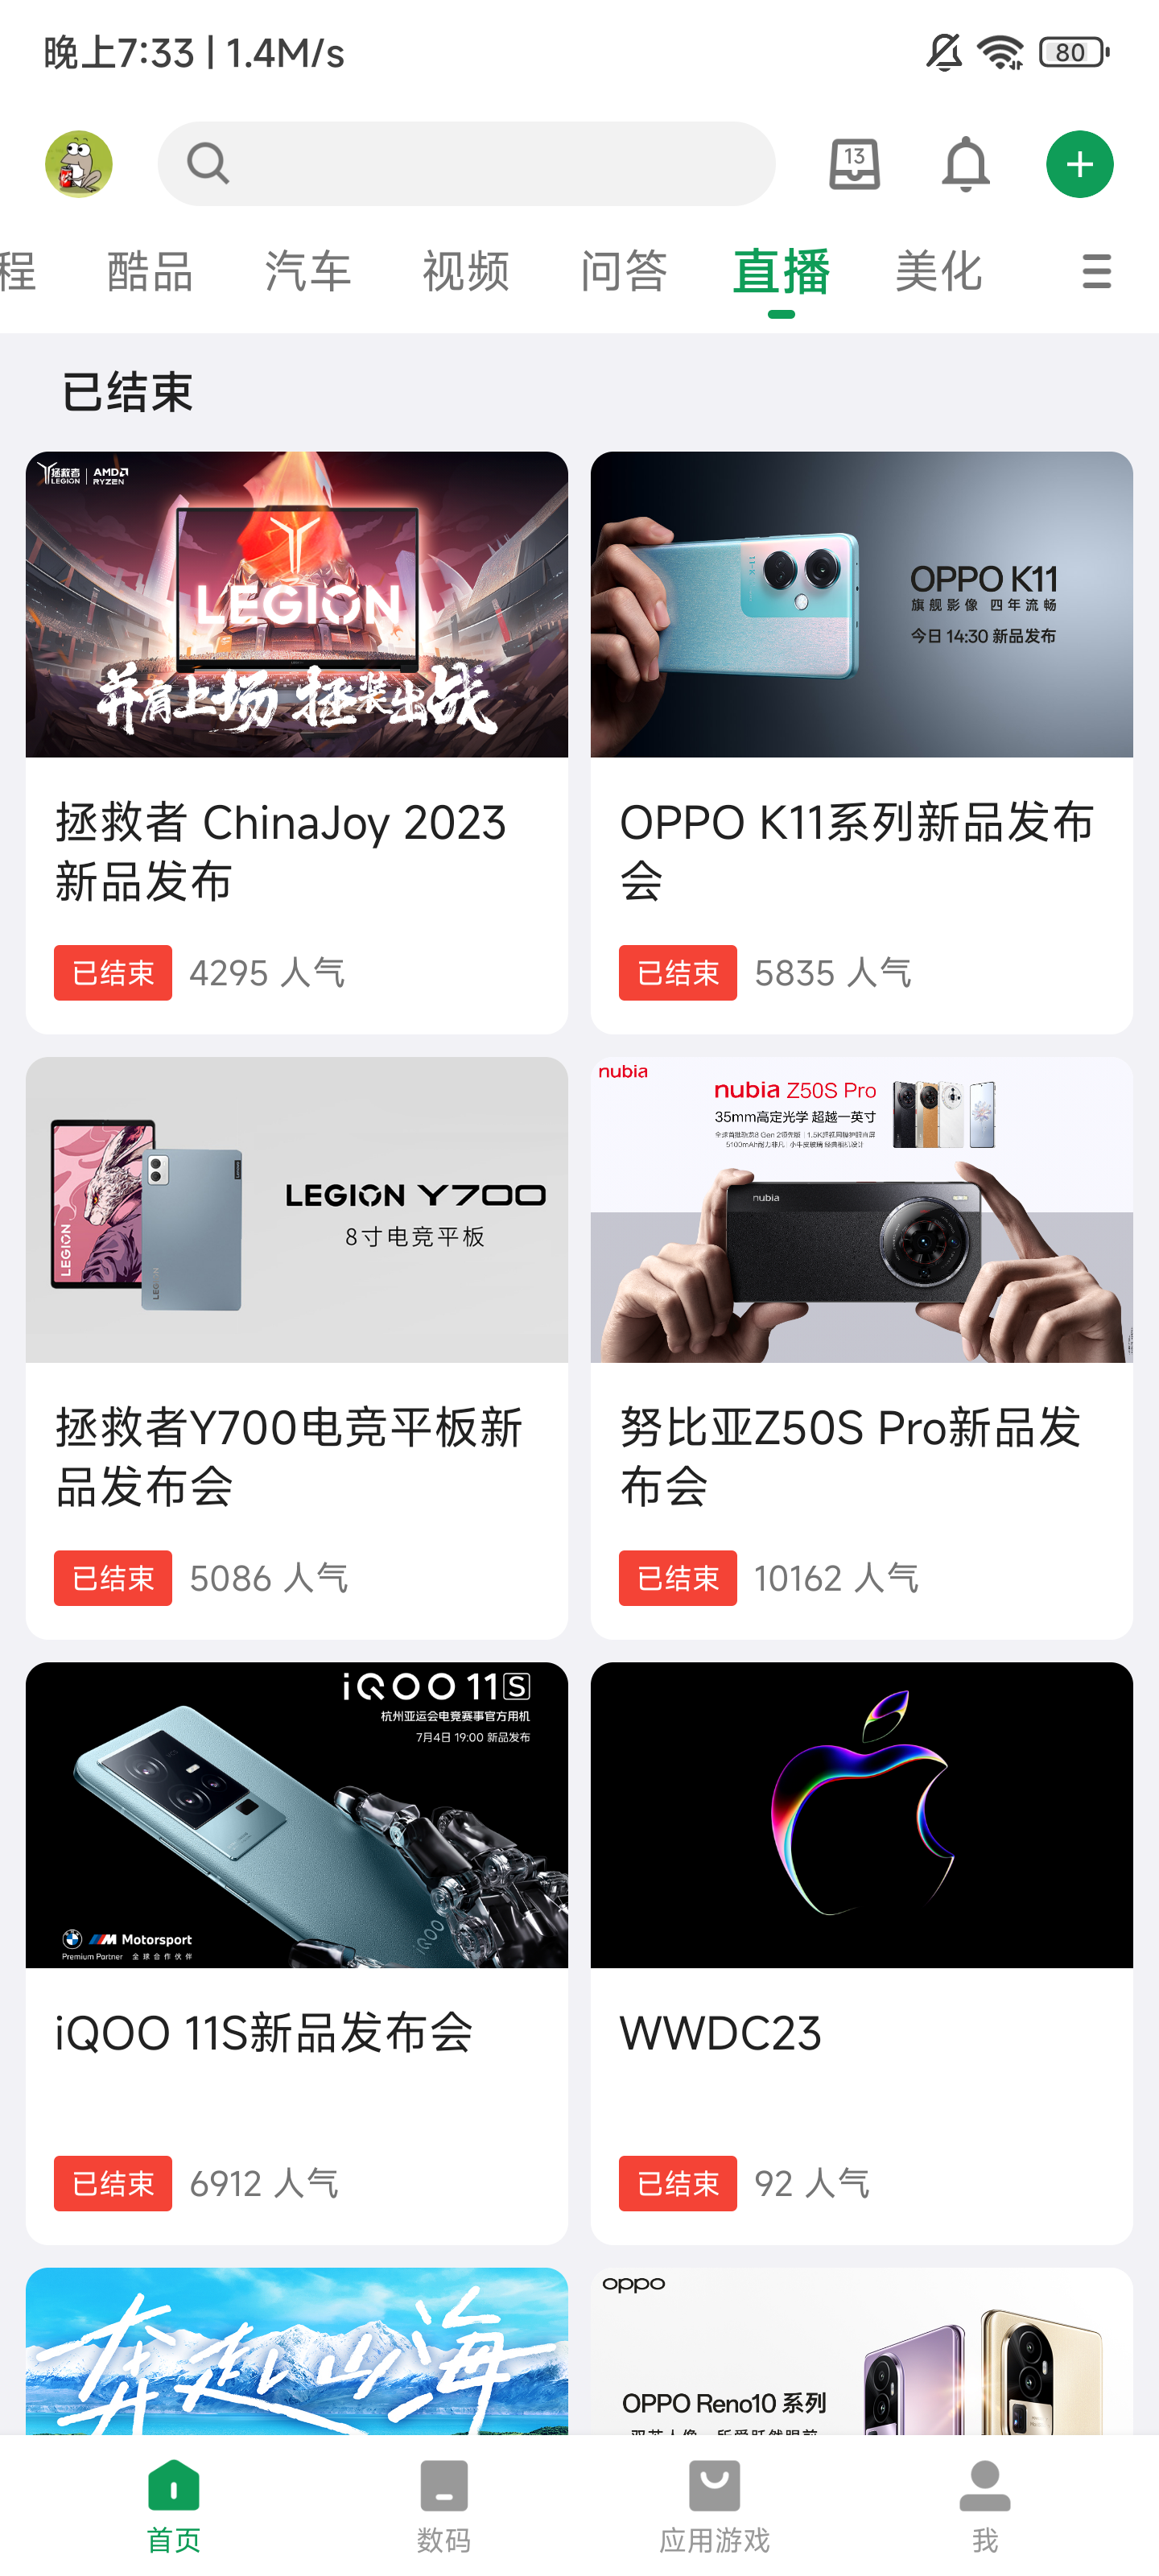 晚上7:33 | 1.4M/s
80
13
程 酷品 汽车 视频 问答 直播 美化
已结束
拯救者 LEGION AMD RYZEN
LEGION
并肩上场 拯装出战
拯救者 ChinaJoy 2023
新品发布
已结束 4295 人气
11-K
OPPO K11
旗舰影像 四年流畅
今日 14:30 新品发布
OPPO K11系列新品发布
会
已结束 5835 人气
LEGION
LEGION
LEGION Y700
8寸电竞平板
拯救者Y700电竞平板新
品发布会
已结束 5086 人气
nubia
nubia Z50S Pro
35mm高定光学 超越一英寸
nubia
努比亚Z50S Pro新品发
布会
已结束 10162 人气
iQOO 11S
杭州亚运会电竞赛事官方用机
7月4日 19:00 新品发布
iQOO
M Motorsport
Premium Partner 全球合作伙伴
iQOO 11S新品发布会
已结束 6912 人气
WWDC23
已结束 92 人气
奔走山海
oppo
OPPO Reno10 系列
首页 数码 应用游戏 我